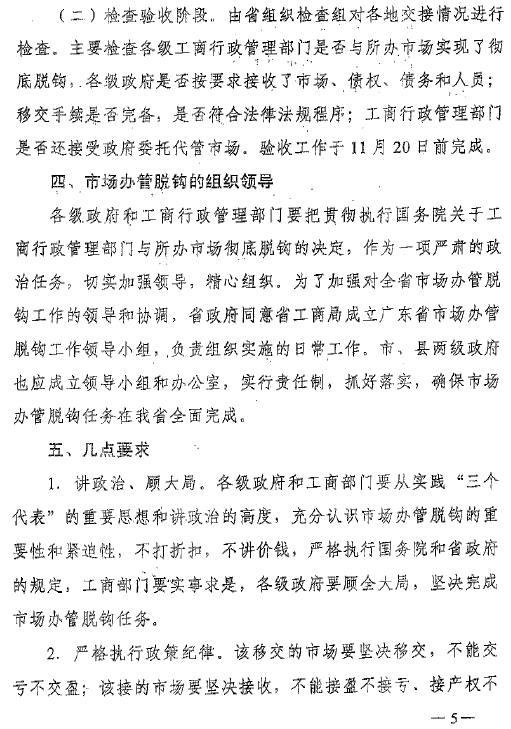 （二）检查验收阶段。由省组织检查组对各地交接情况进行
检查。主要检查各级工商行政管理部门是否与所办市场实现了彻
底脱钩，各级政府是否按要求接收了市场、债权、债务和人员；
移交手续是否完备，是否符合法律法规程序；工商行政管理部门
是否还接受政府委托代管市场。验收工作于11月20日前完成。
四、市场办管脱钩的组织领导
各级政府和工商行政管理部门要把贯彻执行国务院关于工
商行政管理部门与所办市场彻底脱钩的决定，作为一项严肃的政
治任务，切实加强领导，精心组织。为了加强对全省市场办管脱
钩工作的领导和协调，省政府同意省工商局成立广东省市场办管
脱钩工作领导小组，负责组织实施的日常工作。市、县两级政府
也应成立领导小组和办公室，实行责任制，抓好落实，确保市场
办管脱钩任务在我省全面完成。
五、几点要求
1．讲政治、顾大局。各级政府和工商部门要从实践“三个
代表”的重要思想和讲政治的高度，充分认识市场办管脱钩的重
要性和紧迫性，不打折扣，不讲价钱，严格执行国务院和省政府
的规定，工商部门要实事求是，各级政府要顾全大局，坚决完成
市场办管脱钩任务。
2．严格执行政策纪律。该移交的市场要坚决移交，不能交
亏不交盈；该接的市场要坚决接收，不能接盈不接亏、接产权不
—5—